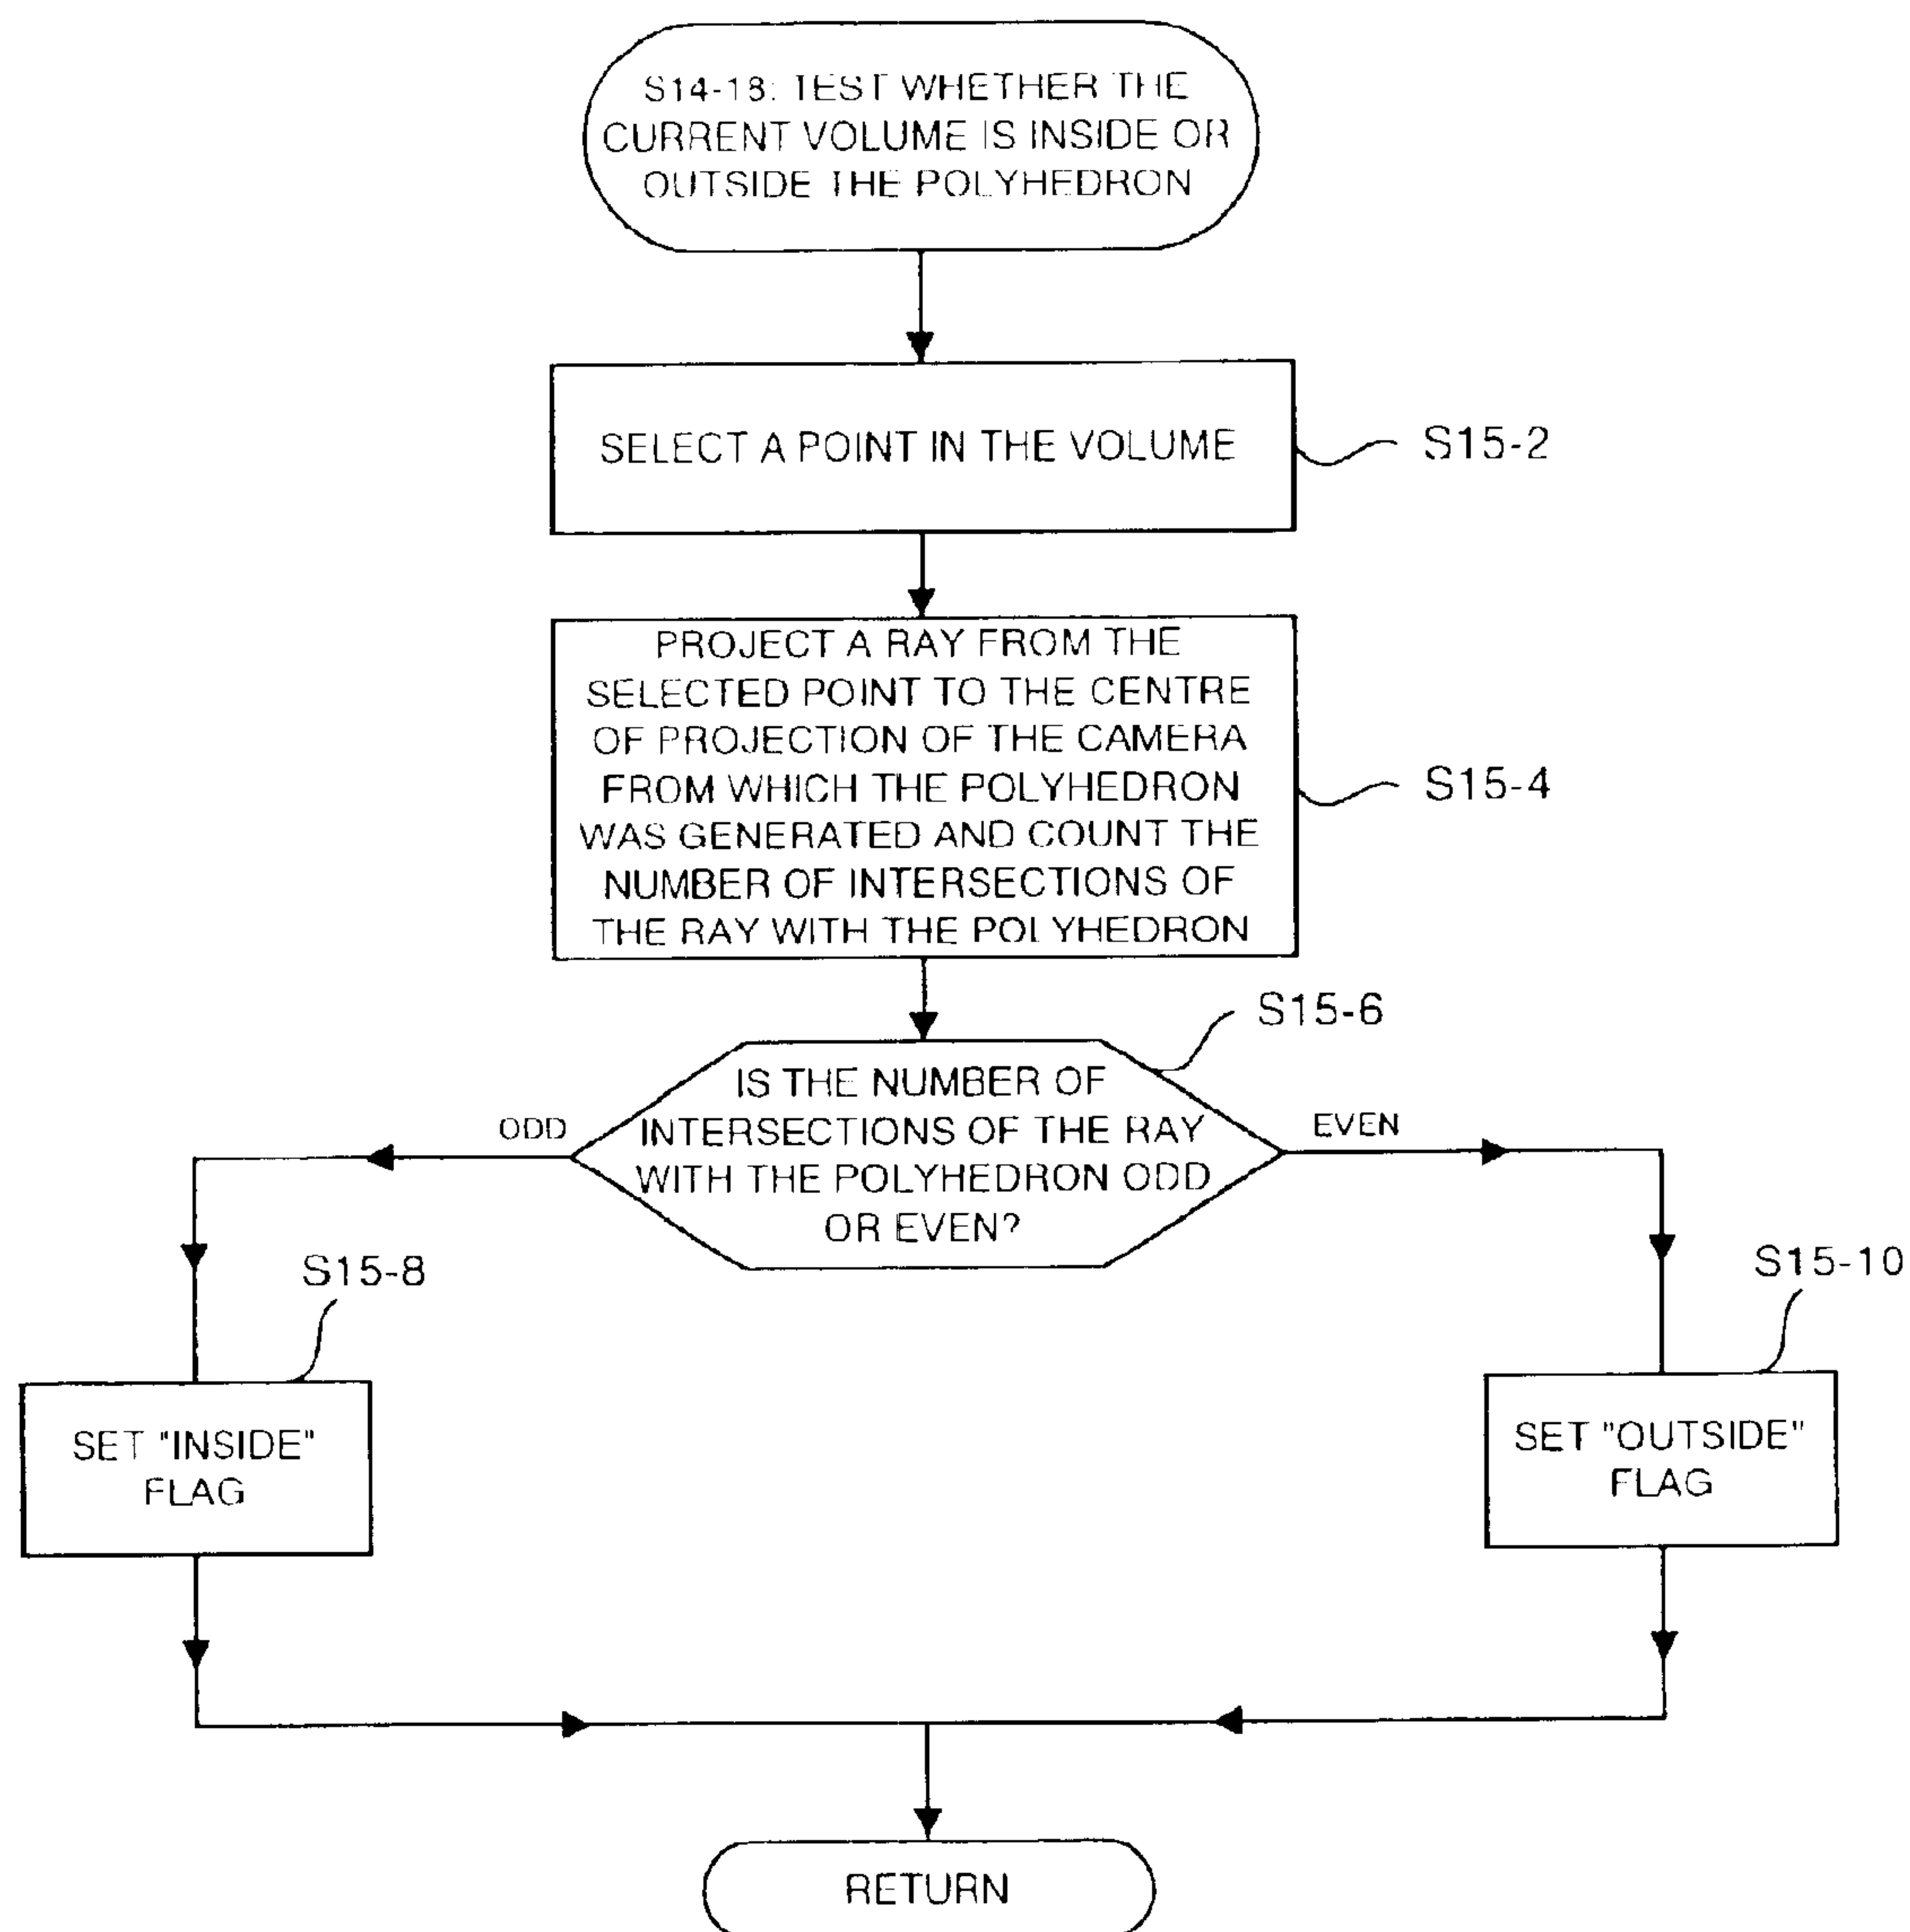 S14-18: TEST WHETHER THE
CURRENT VOLUME IS INSIDE OR
OUTSIDE THE POLYHEDRON
SELECT A POINT IN THE VOLUME
S15-2
PROJECT A RAY FROM THE
SELECTED POINT TO THE CENTRE
OF PROJECTION OF THE CAMERA
FROM WHICH THE POLYHEDRON
WAS GENERATED AND COUNT THE
NUMBER OF INTERSECTIONS OF
THE RAY WITH THE POLYHEDRON
S15-4
S15-6
IS THE NUMBER OF
INTERSECTIONS OF THE RAY
WITH THE POLYHEDRON ODD
OR EVEN?
ODD
EVEN
S15-8
S15-10
SET "INSIDE"
FLAG
SET "OUTSIDE"
FLAG
RETURN